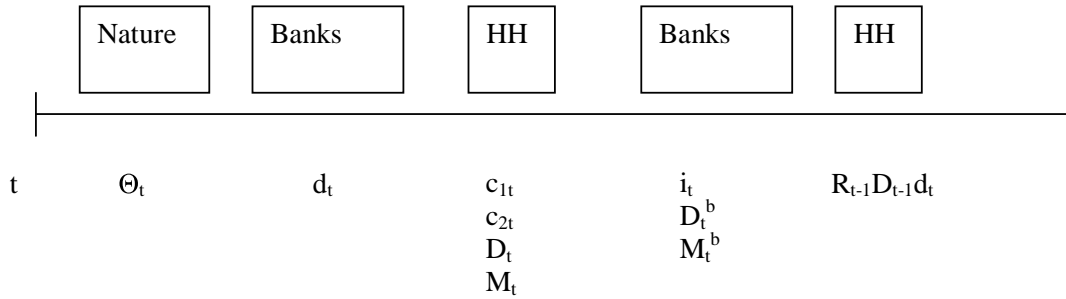 Nature Banks HH Banks HH
t Θt dt c1t it Rt-1Dt-1dt
c2t Dtb
Dt Mtb
Mt